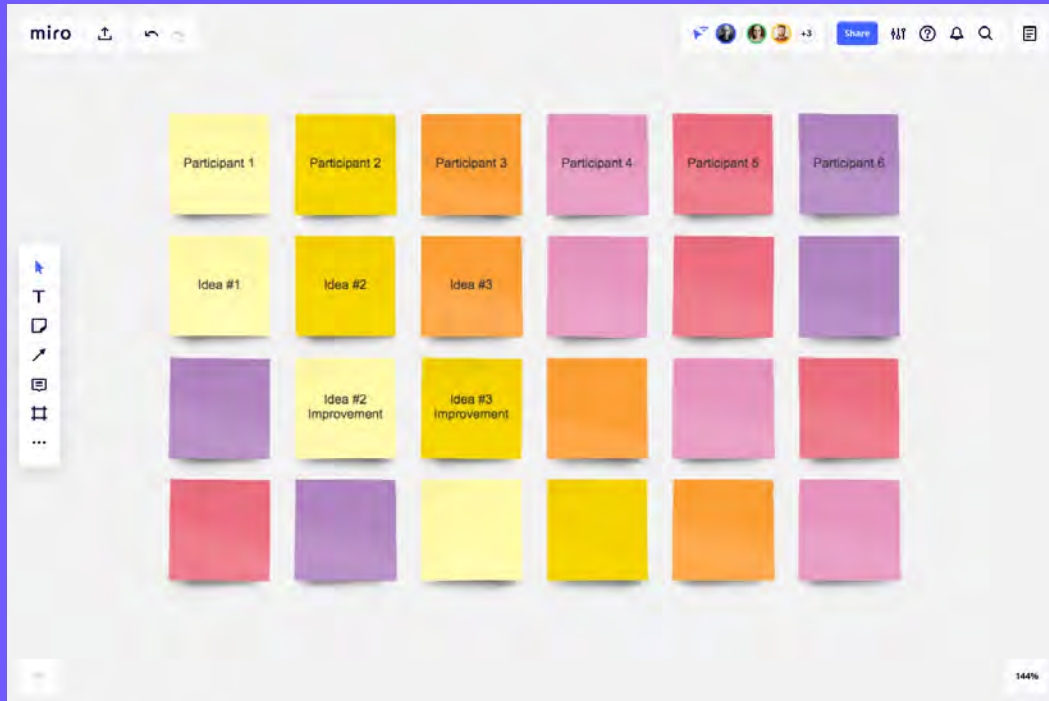 miro
+3
Share
Participant 1
Participant 2
Participant 3
Participant 4
Participant 5
Participant 6
Idea #1
Idea #2
Idea #3
Idea #2
Improvement
Idea #3
Improvement
T
144%